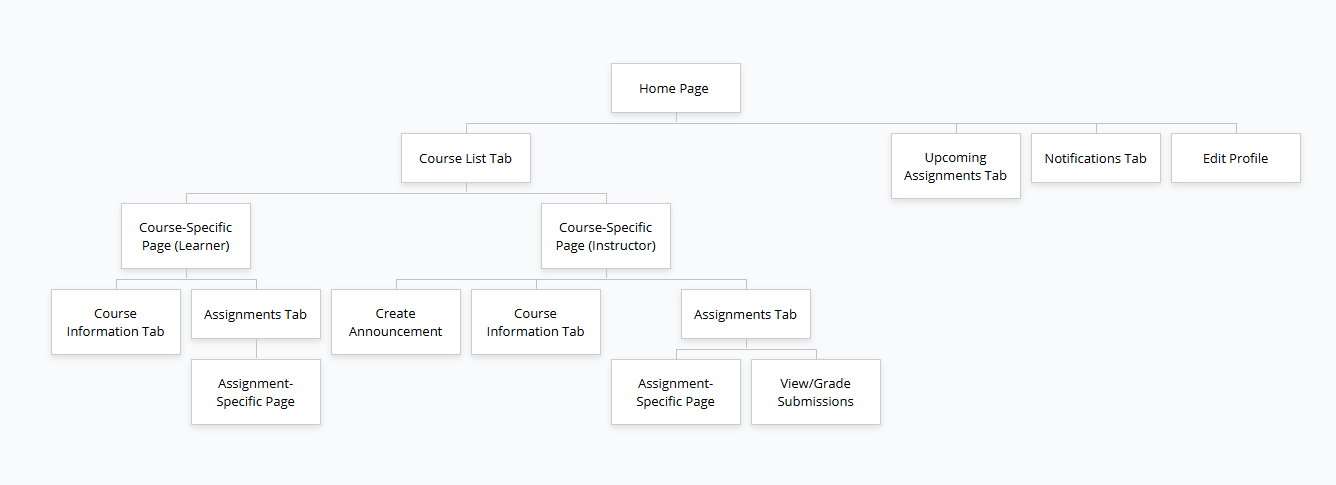 Home Page
Course List Tab
Upcoming
Assignments Tab
Notifications Tab
Edit Profile
Course-Specific
Page (Learner)
Course-Specific
Page (Instructor)
Course
Information Tab
Assignments Tab
Create
Announcement
Course
Information Tab
Assignments Tab
Assignment-
Specific Page
Assignment-
Specific Page
View/Grade
Submissions